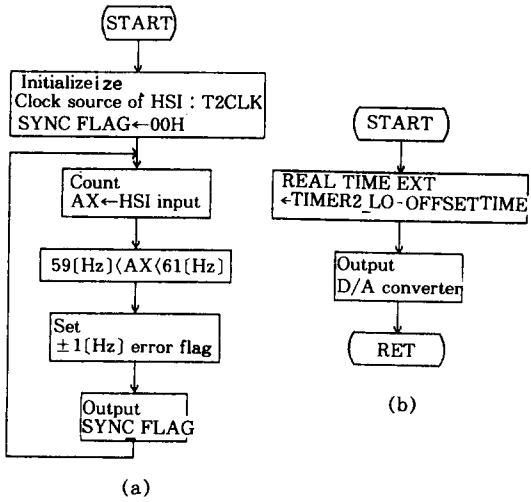 START
Initializeize
Clock source of HSI : T2CLK
SYNC FLAG←00H
Count
AX←HSI input
59[Hz]⟨AX⟨61[Hz]
Set
±1[Hz] error flag
Output
SYNC FLAG
(a)
START
REAL TIME EXT
←TIMER2_LO-OFFSETTIME
Output
D/A converter
RET
(b)